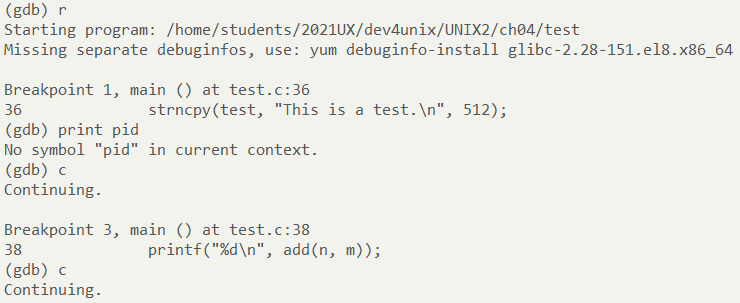 (gdb) r
Starting program: /home/students/2021UX/dev4unix/UNIX2/ch04/test
Missing separate debuginfos, use: yum debuginfo-install glibc-2.28-151.el8.x86_64
Breakpoint 1, main () at test.c:36
36 strncpy(test, "This is a test.\n", 512);
(gdb) print pid
No symbol "pid" in current context.
(gdb) c
Continuing.
Breakpoint 3, main () at test.c:38
38 printf("%d\n", add(n, m));
(gdb) c
Continuing.